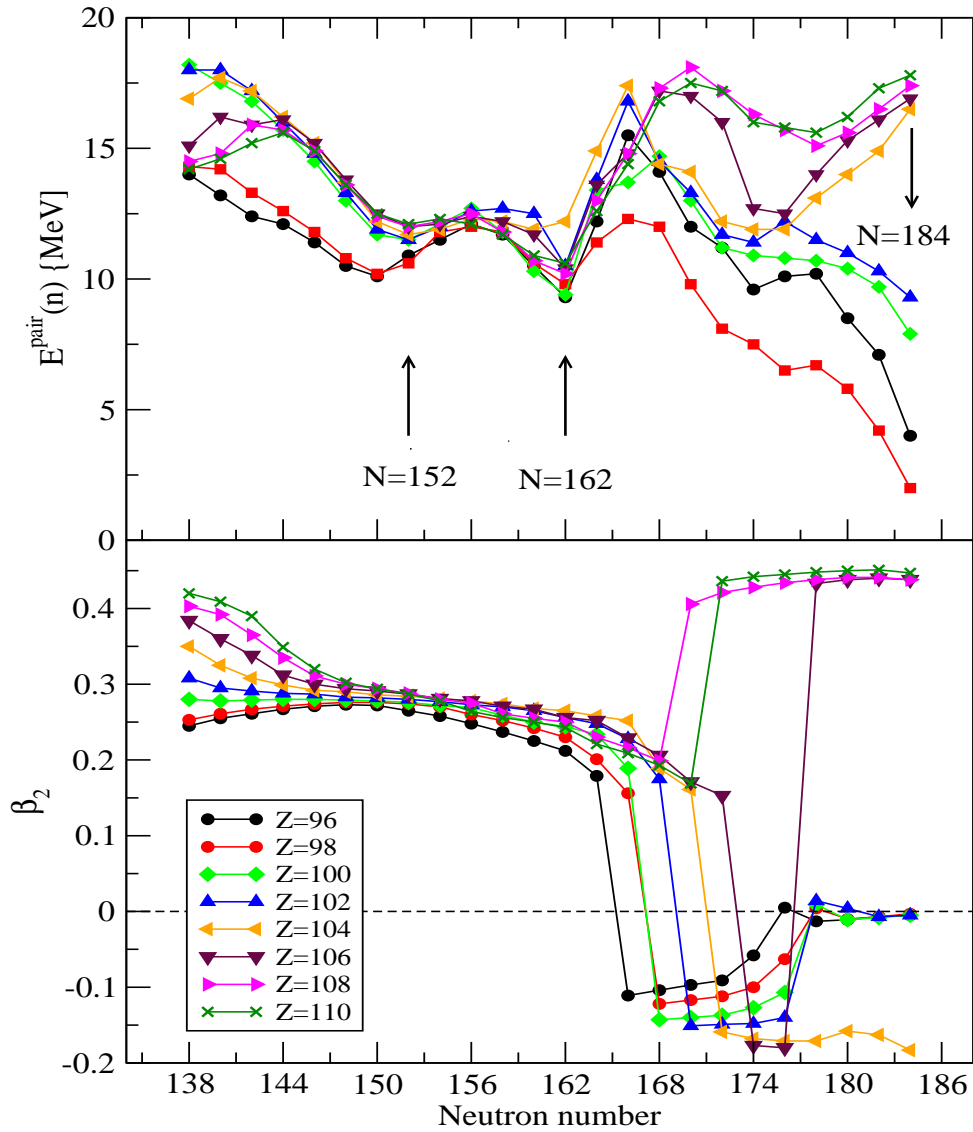 20
15
10
5
0
E^pair(n) {MeV}
N=184
N=152
N=162
0.4
0.3
0.2
0.1
0
-0.1
-0.2
β_2
Z=96
Z=98
Z=100
Z=102
Z=104
Z=106
Z=108
Z=110
138 144 150 156 162 168 174 180 186
Neutron number